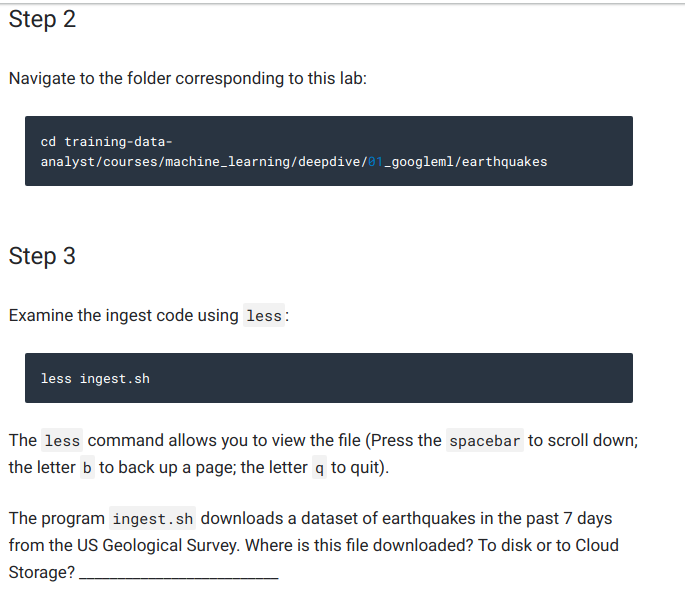 Step 2
Navigate to the folder corresponding to this lab:
cd training-data-
analyst/courses/machine_learning/deepdive/01_googleml/earthquakes
Step 3
Examine the ingest code using less:
less ingest.sh
The less command allows you to view the file (Press the spacebar to scroll down;
the letter b to back up a page; the letter q to quit).
The program ingest.sh downloads a dataset of earthquakes in the past 7 days
from the US Geological Survey. Where is this file downloaded? To disk or to Cloud
Storage? __________________________